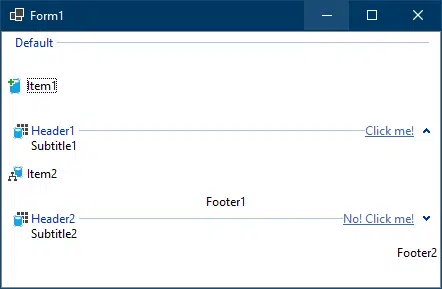 Form1
Default
Item1
Header1 Click me!
Subtitle1
Item2
Footer1
Header2 No! Click me!
Subtitle2
Footer2